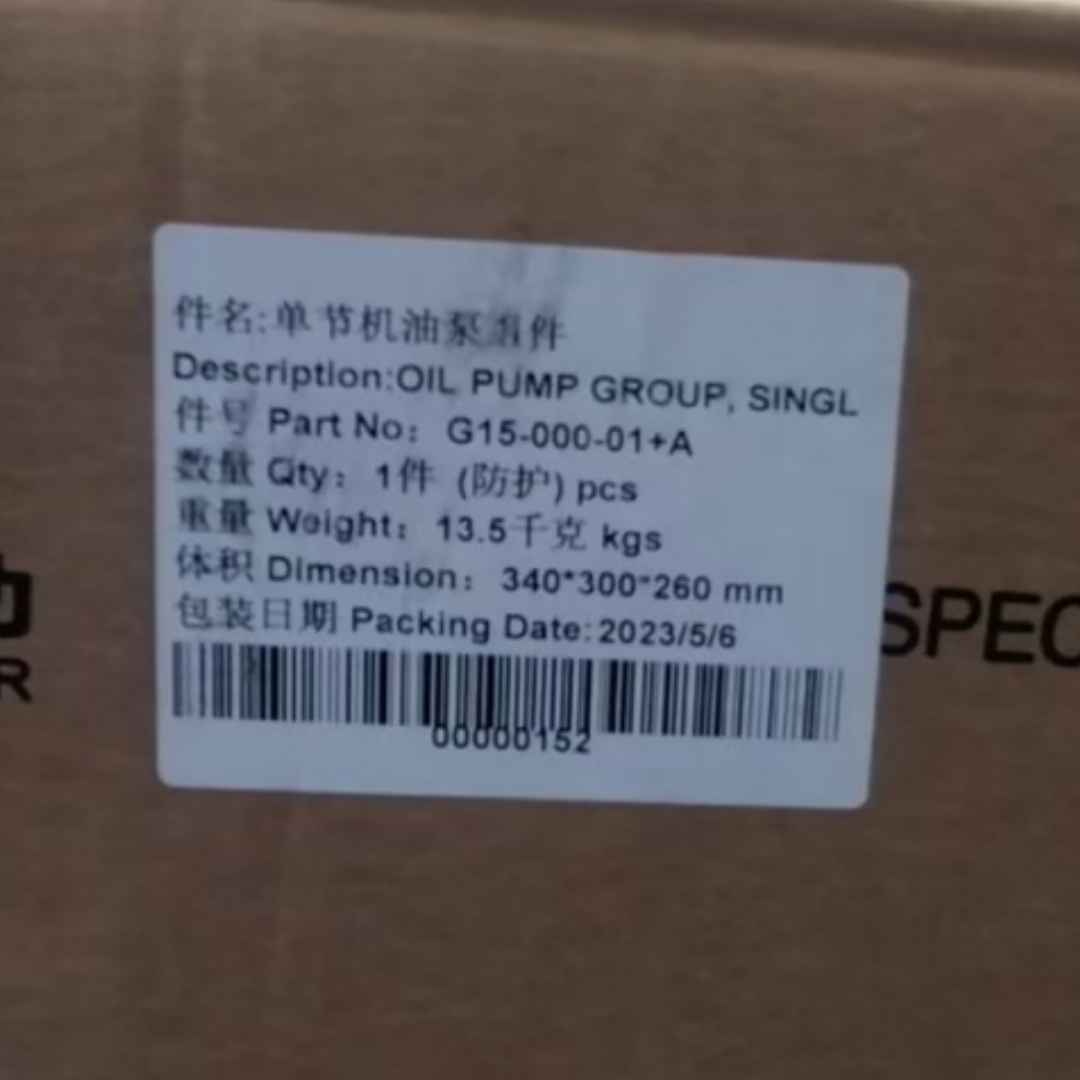 件名:单节机油泵组件
Description:OIL PUMP GROUP, SINGL
件号 Part No: G15-000-01+A
数量 Qty: 1件 (防护) pcs
重量 Weight: 13.5千克 kgs
体积 Dimension: 340*300*260 mm
包装日期 Packing Date:2023/5/6
00000152
R
SPEC